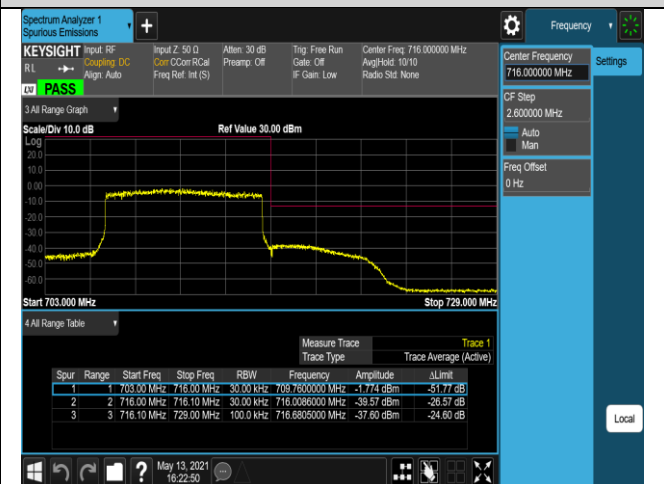 Spectrum Analyzer 1
Spurious Emissions
+
Frequency
KEYSIGHT Input: RF Input Z: 50 Ω Atten: 30 dB Trig: Free Run Center Freq: 716.000000 MHz
RL Coupling: DC Corr CCorr RCal Preamp: Off Gate: Off Avg|Hold: 10/10
Align: Auto Freq Ref: Int (S) IF Gain: Low Radio Std: None
LXI PASS
Center Frequency
716.000000 MHz
Settings
CF Step
2.600000 MHz
Auto
Man
Freq Offset
0 Hz
3 All Range Graph
Scale/Div 10.0 dB Ref Value 30.00 dBm
Log
20.0
10.0
0.00
-10.0
-20.0
-30.0
-40.0
-50.0
-60.0
Start 703.000 MHz Stop 729.000 MHz
4 All Range Table
Measure Trace Trace 1
Trace Type Trace Average (Active)
Spur Range Start Freq Stop Freq RBW Frequency Amplitude ΔLimit
1 1 703.00 MHz 716.00 MHz 30.00 kHz 709.7600000 MHz -1.774 dBm -51.77 dB
2 2 716.00 MHz 716.10 MHz 30.00 kHz 716.0086000 MHz -39.57 dBm -26.57 dB
3 3 716.10 MHz 729.00 MHz 100.0 kHz 716.6805000 MHz -37.60 dBm -24.60 dB
Local
? May 13, 2021
16:22:50